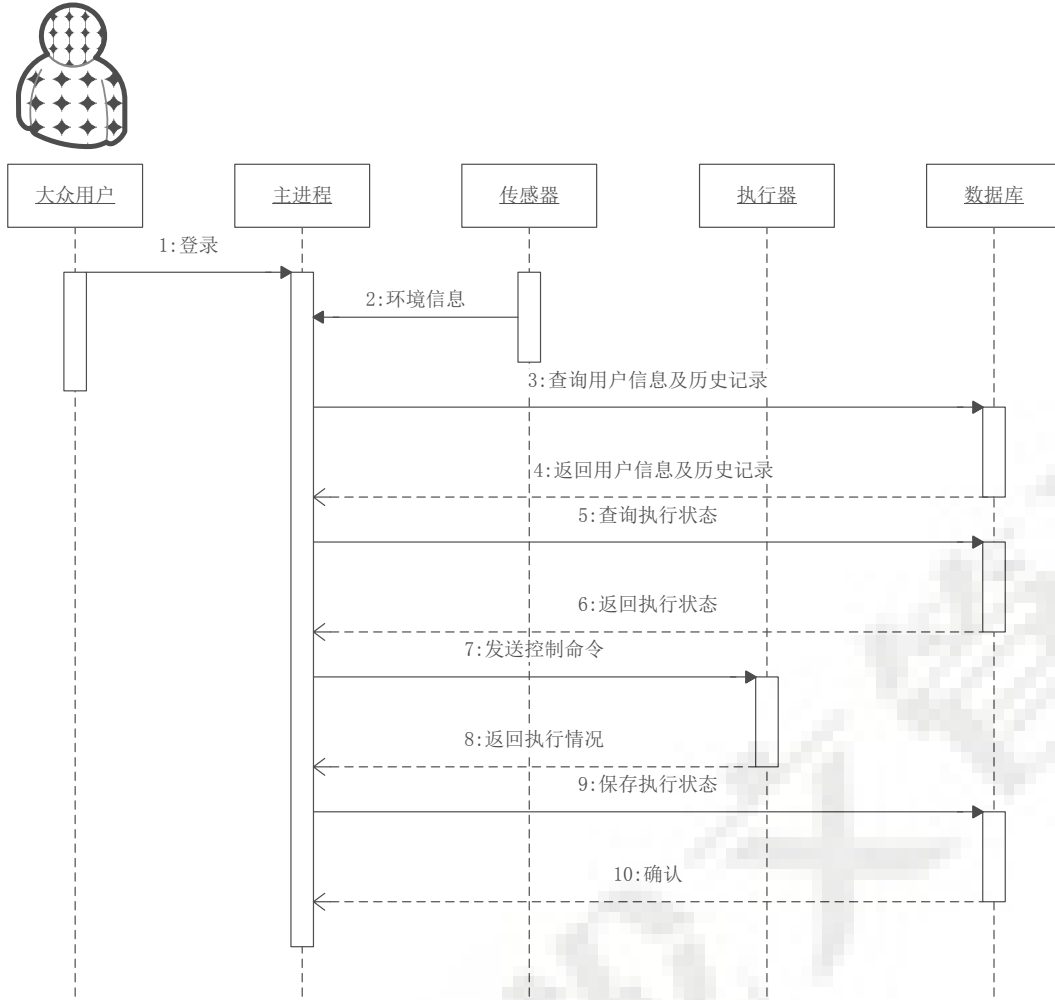 大众用户
主进程
传感器
执行器
数据库
1:登录
2:环境信息
3:查询用户信息及历史记录
4:返回用户信息及历史记录
5:查询执行状态
6:返回执行状态
7:发送控制命令
8:返回执行情况
9:保存执行状态
10:确认